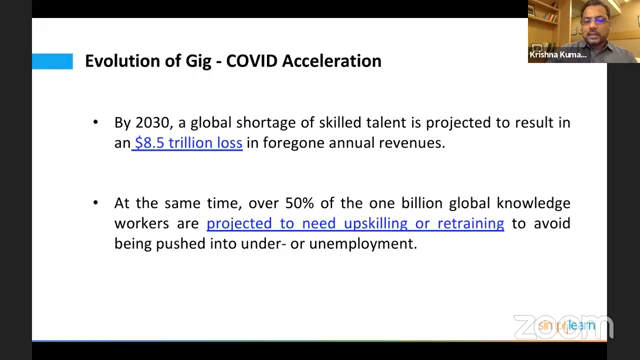 Krishna Kuma...
Evolution of Gig - COVID Acceleration
• By 2030, a global shortage of skilled talent is projected to result in
an $8.5 trillion loss in foregone annual revenues.
• At the same time, over 50% of the one billion global knowledge
workers are projected to need upskilling or retraining to avoid
being pushed into under- or unemployment.
simplilearn
zoom